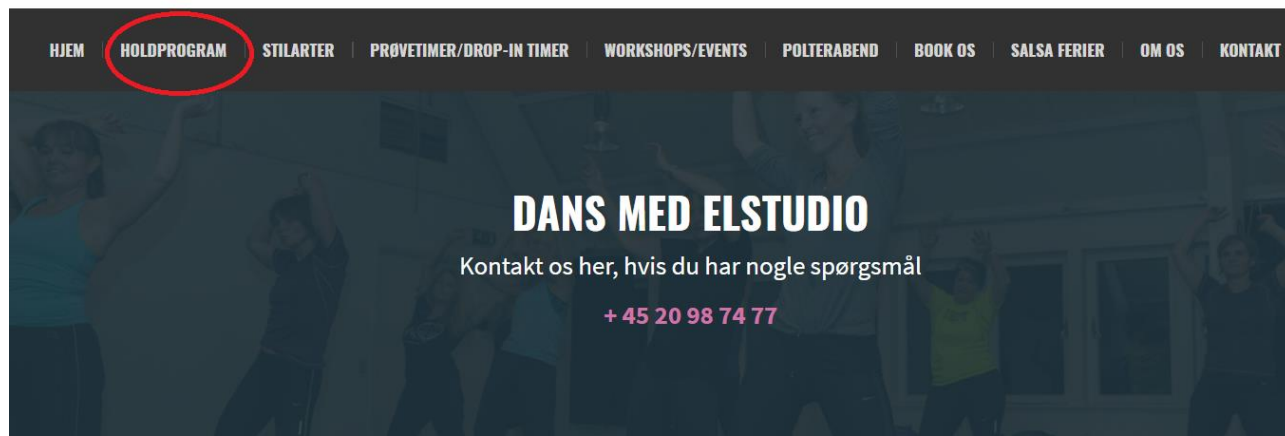 HJEM HOLDPROGRAM STILARTER PRØVETIMER/DROP-IN TIMER WORKSHOPS/EVENTS POLTERABEND BOOK OS SALSA FERIER OM OS KONTAKT
DANS MED ELSTUDIO
Kontakt os her, hvis du har nogle spørgsmål
+ 45 20 98 74 77